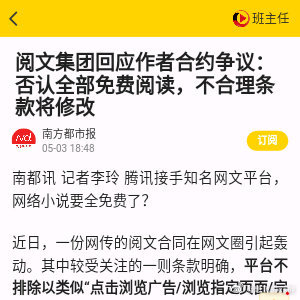 班主任
阅文集团回应作者合约争议：
否认全部免费阅读，不合理条
款将修改
南方都市报
05-03 18:48
订阅
南都讯 记者李玲 腾讯接手知名网文平台，
网络小说要全免费了？
近日，一份网传的阅文合同在网文圈引起轰
动。其中较受关注的一则条款明确，平台不
排除以类似“点击浏览广告/浏览指定页面/完